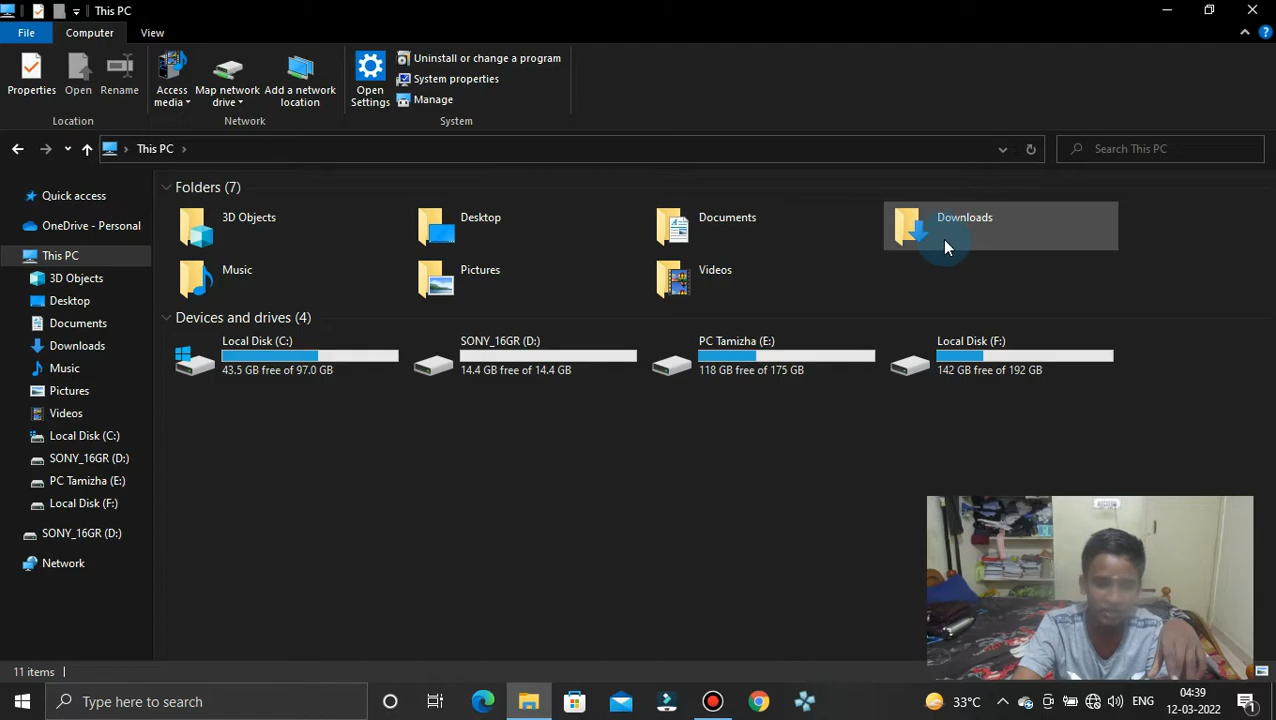 This PC
File
Computer
View
Properties
Open
Rename
Access media
Map network drive
Add a network location
Open Settings
Uninstall or change a program
System properties
Manage
Location
Network
System
This PC
Search This PC
Quick access
OneDrive - Personal
This PC
3D Objects
Desktop
Documents
Downloads
Music
Pictures
Videos
Local Disk (C:)
SONY_16GR (D:)
PC Tamizha (E:)
Local Disk (F:)
SONY_16GR (D:)
Network
Folders (7)
3D Objects
Desktop
Documents
Downloads
Music
Pictures
Videos
Devices and drives (4)
Local Disk (C:)
43.5 GB free of 97.0 GB
SONY_16GR (D:)
14.4 GB free of 14.4 GB
PC Tamizha (E:)
118 GB free of 175 GB
Local Disk (F:)
142 GB free of 192 GB
11 items
Type here to search
33°C
ENG
04:39
12-03-2022
1